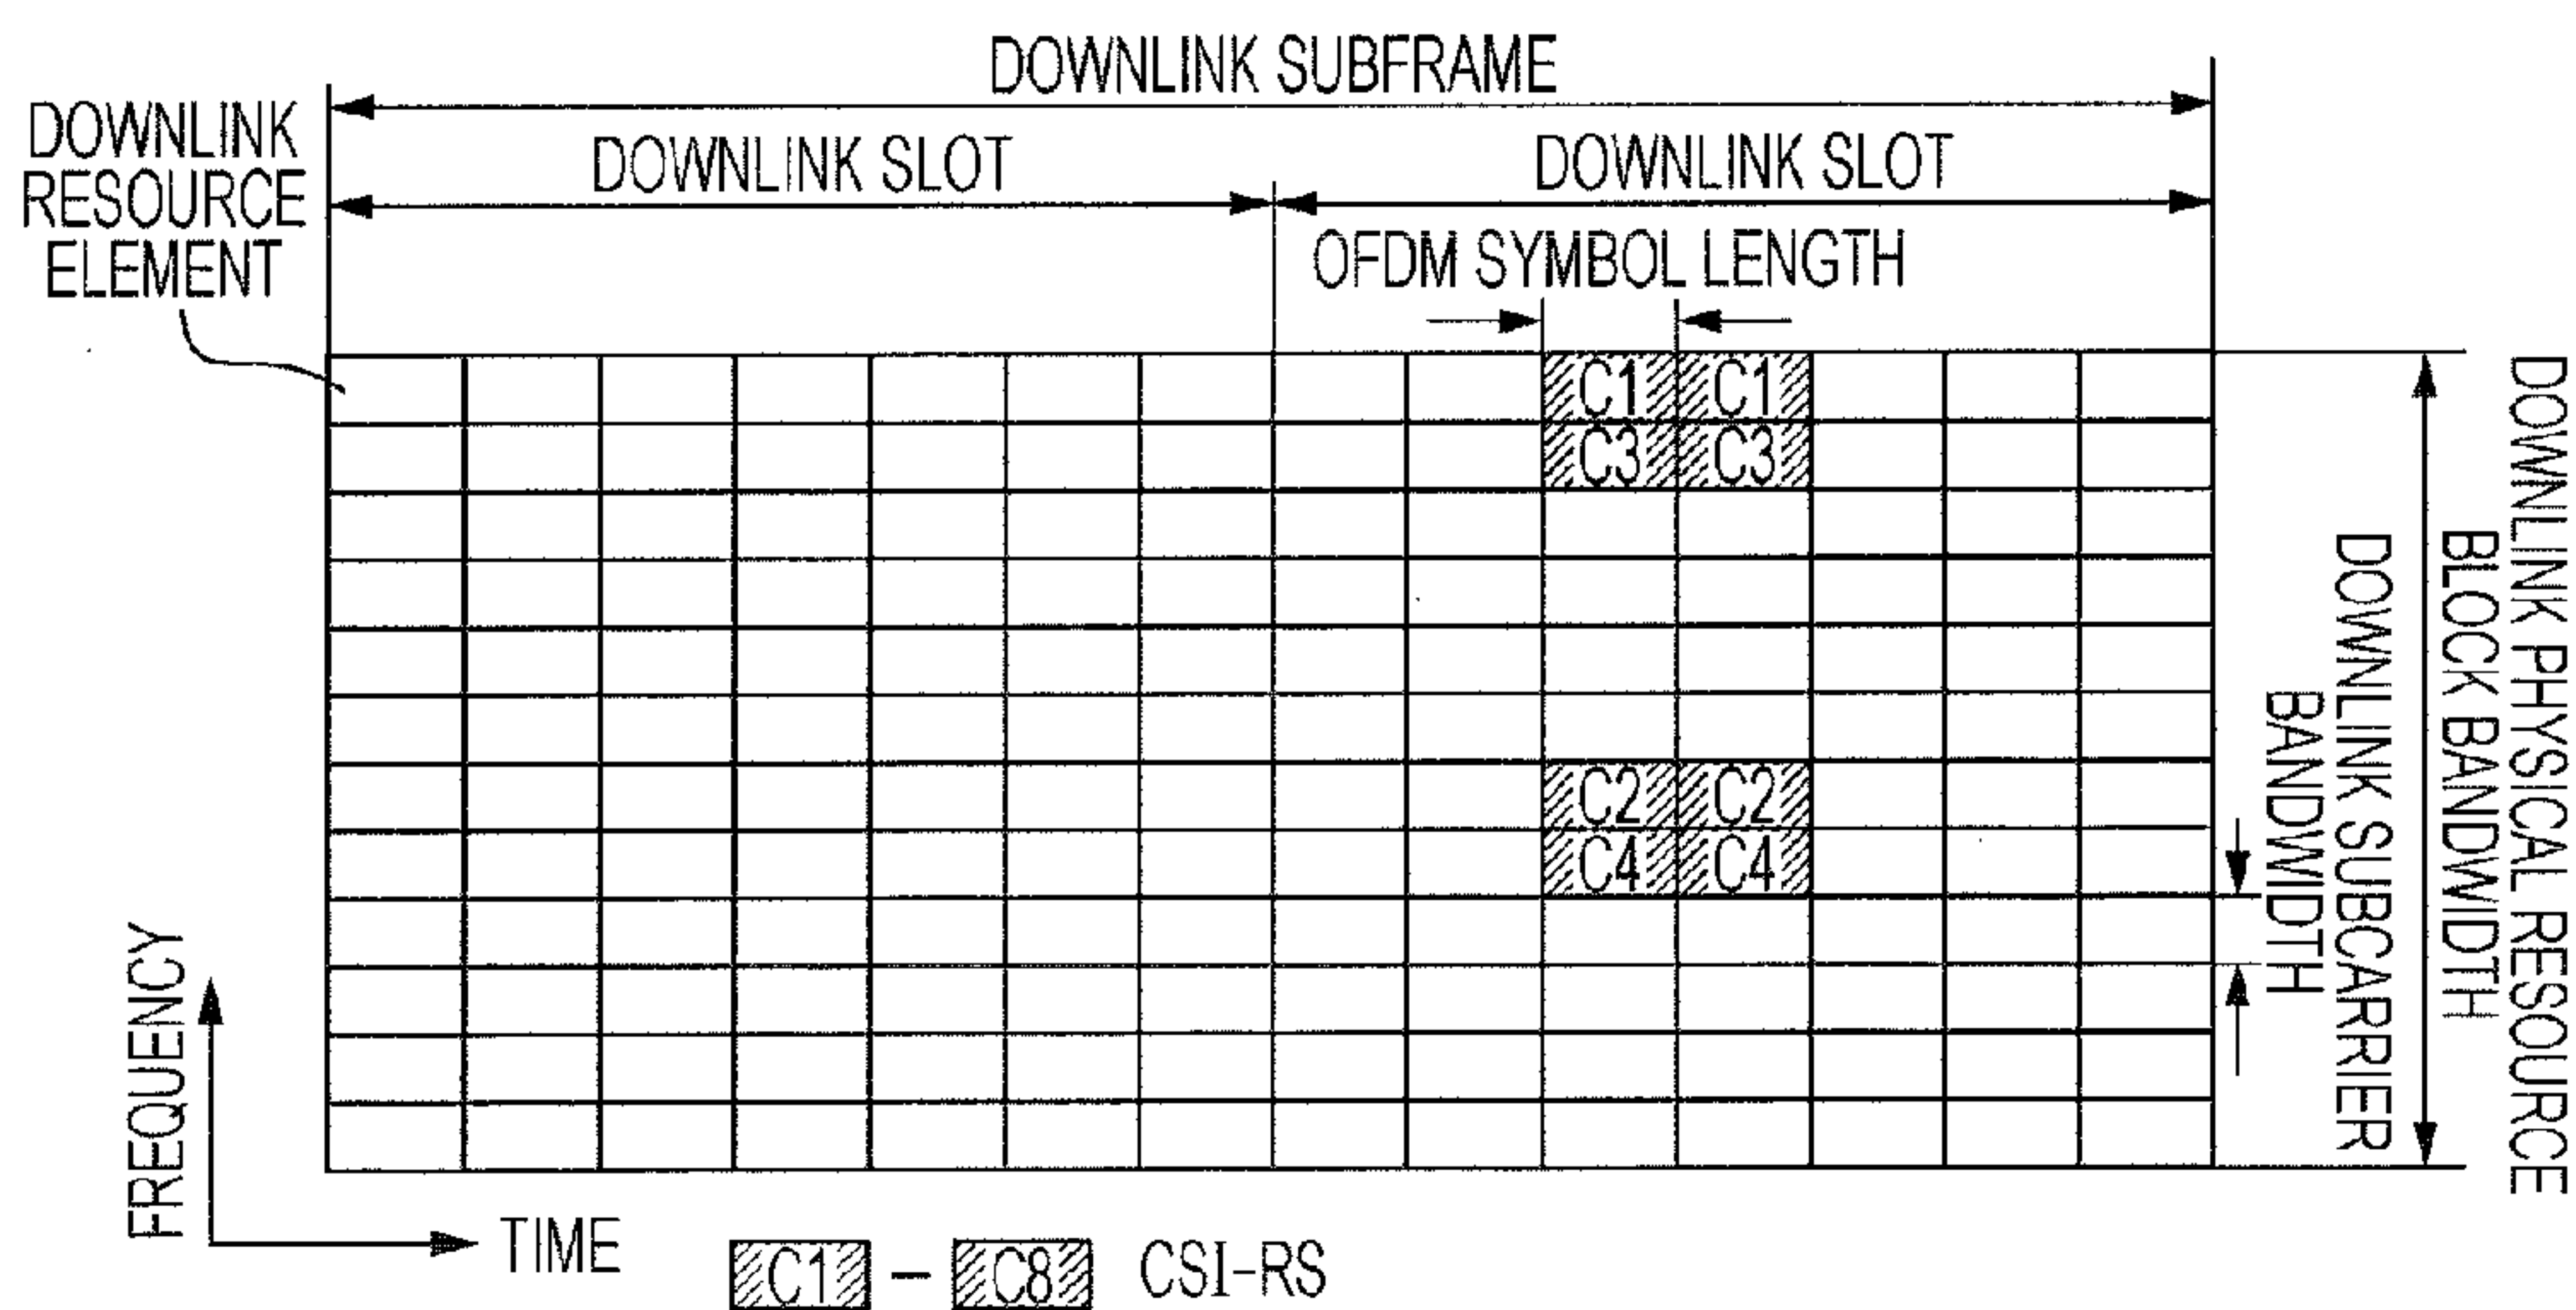 DOWNLINK SUBFRAME
DOWNLINK
RESOURCE
ELEMENT
DOWNLINK SLOT
DOWNLINK SLOT
OFDM SYMBOL LENGTH
C1 C1
C3 C3
C2 C2
C4 C4
DOWNLINK PHYSICAL RESOURCE
BLOCK BANDWIDTH
DOWNLINK SUBCARRIER
BANDWIDTH
FREQUENCY
TIME
C1 – C8 CSI-RS